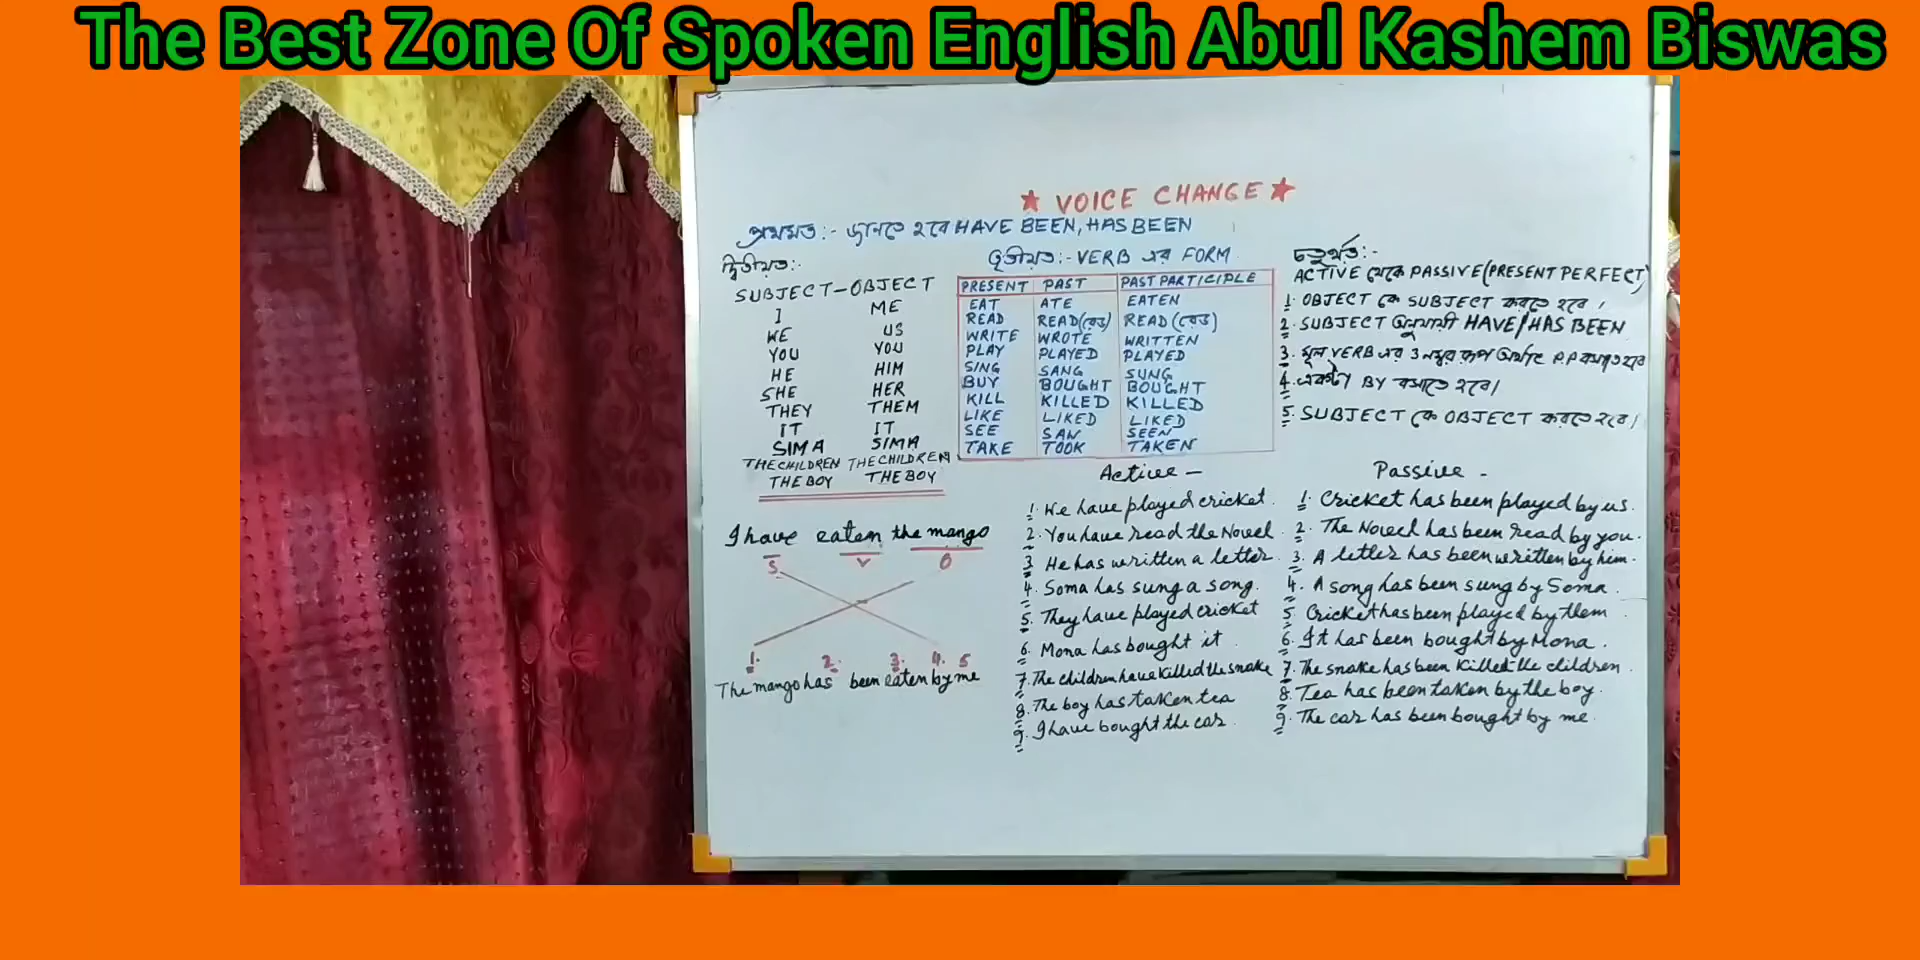 The Best Zone Of Spoken English Abul Kashem Biswas
★ VOICE CHANGE ★
প্রথমত:- জানতে হবে HAVE BEEN, HAS BEEN
দ্বিতীয়ত:-
SUBJECT-OBJECT
I ME
WE US
YOU YOU
HE HIM
SHE HER
THEY THEM
IT IT
SIMA SIMA
THE CHILDREN THE CHILDREN
THE BOY THE BOY
তৃতীয়ত:- VERB এর FORM
PRESENT PAST PAST PARTICIPLE
EAT ATE EATEN
READ READ(রেড) READ (রেড)
WRITE WROTE WRITTEN
PLAY PLAYED PLAYED
SING SANG SUNG
BUY BOUGHT BOUGHT
KILL KILLED KILLED
LIKE LIKED LIKED
SEE SAW SEEN
TAKE TOOK TAKEN
চতুর্থত:-
ACTIVE থেকে PASSIVE (PRESENT PERFECT)
1. OBJECT কে SUBJECT করতে হবে।
2. SUBJECT অনুযায়ী HAVE/HAS BEEN
3. মূল VERB এর 3 নম্বর রূপ অর্থাৎ P.P বসাতে হবে
4. একটা BY বসাতে হবে।
5. SUBJECT কে OBJECT করতে হবে।
I have eaten the mango
S V O
1. 2. 3. 4. 5
The mango has been eaten by me
Active -
1. We have played cricket.
2. You have read the Novel
3. He has written a letter.
4. Soma has sung a song.
5. They have played cricket
6. Mona has bought it.
7. The children have killed the snake
8. The boy has taken tea
9. I have bought the car.
Passive -
1. Cricket has been played by us.
2. The Novel has been read by you.
3. A letter has been written by him.
4. A song has been sung by Soma.
5. Cricket has been played by them
6. It has been bought by Mona.
7. The snake has been killed the children.
8. Tea has been taken by the boy.
9. The car has been bought by me.